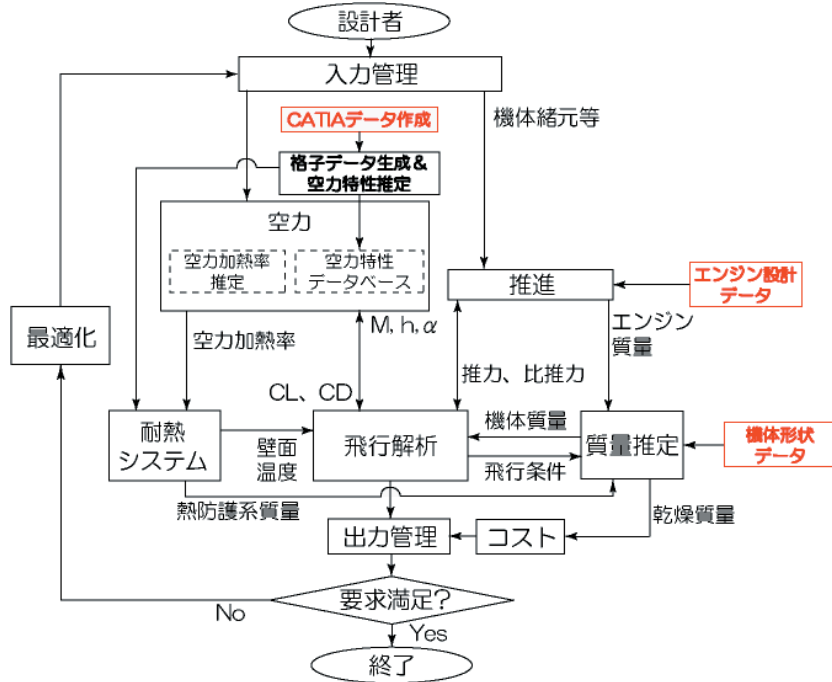 設計者
入力管理
CATIAデータ作成
機体緒元等
格子データ生成＆
空力特性推定
空力
空力加熱率
推定
空力特性
データベース
推進
エンジン設計
データ
最適化
空力加熱率
M, h, α
エンジン
質量
推力、比推力
CL、CD
耐熱
システム
壁面
温度
飛行解析
機体質量
飛行条件
質量推定
機体形状
データ
熱防護系質量
乾燥質量
出力管理
コスト
要求満足?
No
Yes
終了